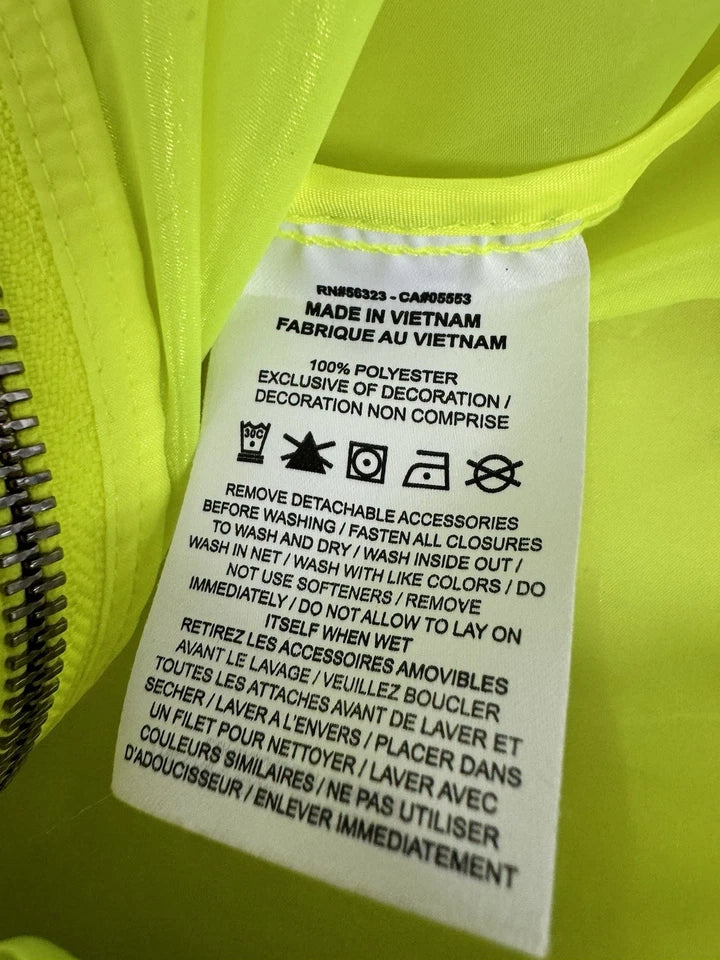 RN#56323 - CA#05553
MADE IN VIETNAM
FABRIQUE AU VIETNAM
100% POLYESTER
EXCLUSIVE OF DECORATION /
DECORATION NON COMPRISE
30C
REMOVE DETACHABLE ACCESSORIES
BEFORE WASHING / FASTEN ALL CLOSURES
TO WASH AND DRY / WASH INSIDE OUT /
WASH IN NET / WASH WITH LIKE COLORS / DO
NOT USE SOFTENERS / REMOVE
IMMEDIATELY / DO NOT ALLOW TO LAY ON
ITSELF WHEN WET
RETIREZ LES ACCESSOIRES AMOVIBLES
AVANT LE LAVAGE / VEUILLEZ BOUCLER
TOUTES LES ATTACHES AVANT DE LAVER ET
SECHER / LAVER A L'ENVERS / PLACER DANS
UN FILET POUR NETTOYER / LAVER AVEC
COULEURS SIMILAIRES / NE PAS UTILISER
D'ADOUCISSEUR / ENLEVER IMMEDIATEMENT